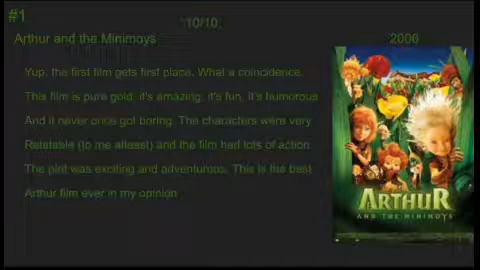 #1
10/10
Arthur and the Minimoys
2006
Yup, the first film gets first place. What a coincidence.
This film is pure gold, it's amazing, it's fun, it's humorous
And it never once got boring. The characters were very
Relatable (to me atleast) and the film had lots of action
The plot was exciting and adventurous. This is the best
Arthur film ever in my opinion
ARTHUR
AND THE MINIMOYS